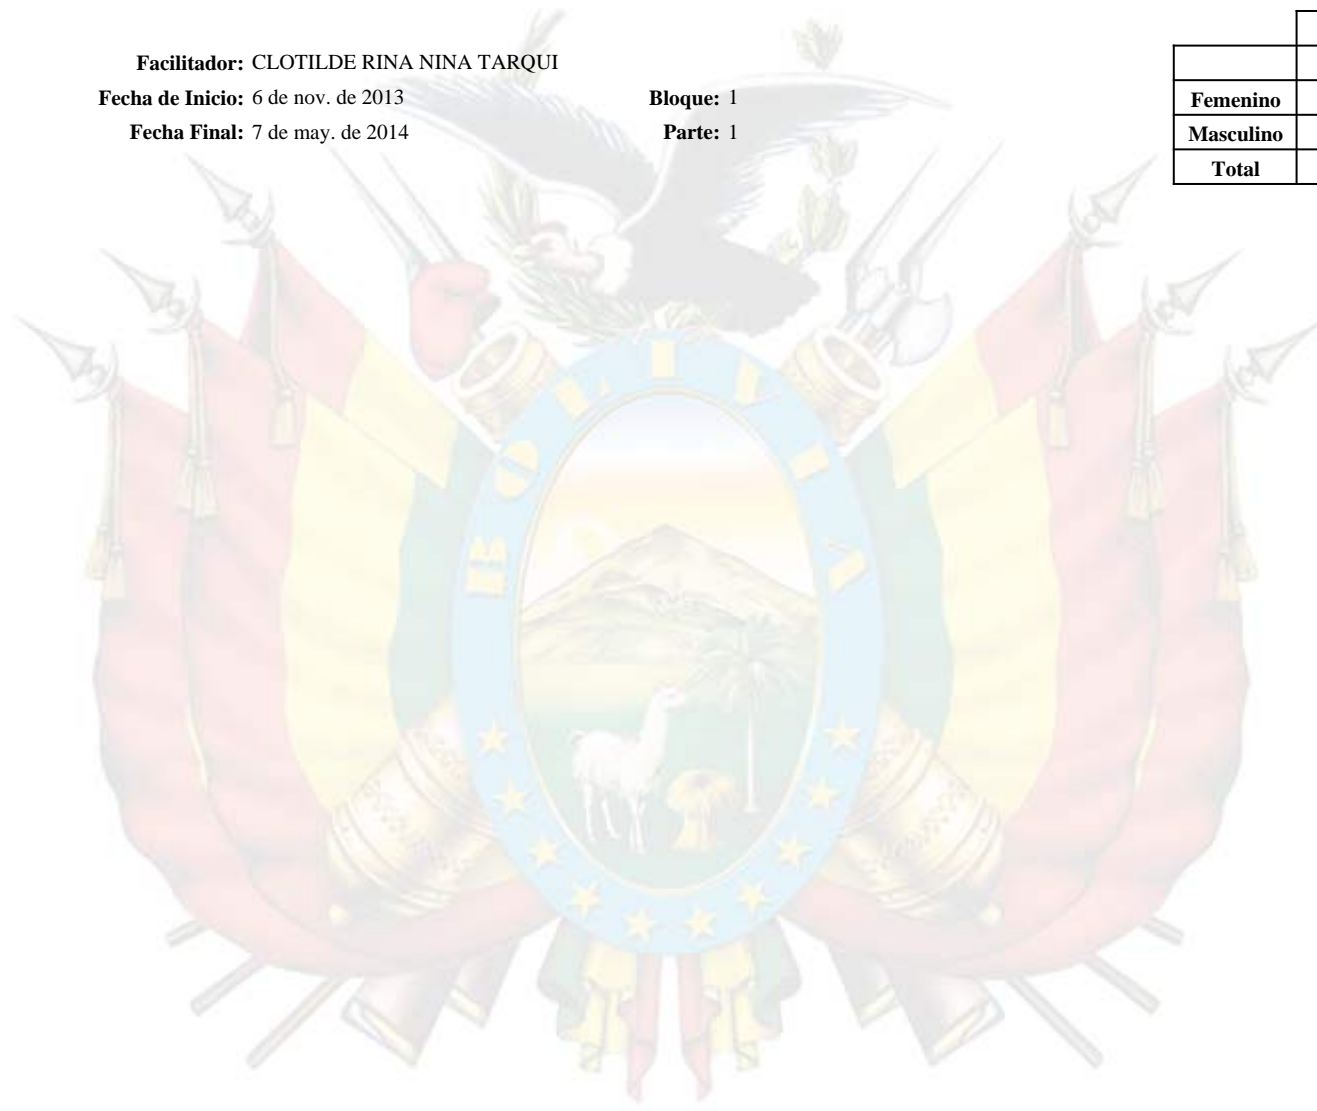 Facilitador: CLOTILDE RINA NINA TARQUI
Fecha de Inicio: 6 de nov. de 2013 Bloque: 1
Fecha Final: 7 de may. de 2014 Parte: 1
Femenino
Masculino
Total
BOLIVIA